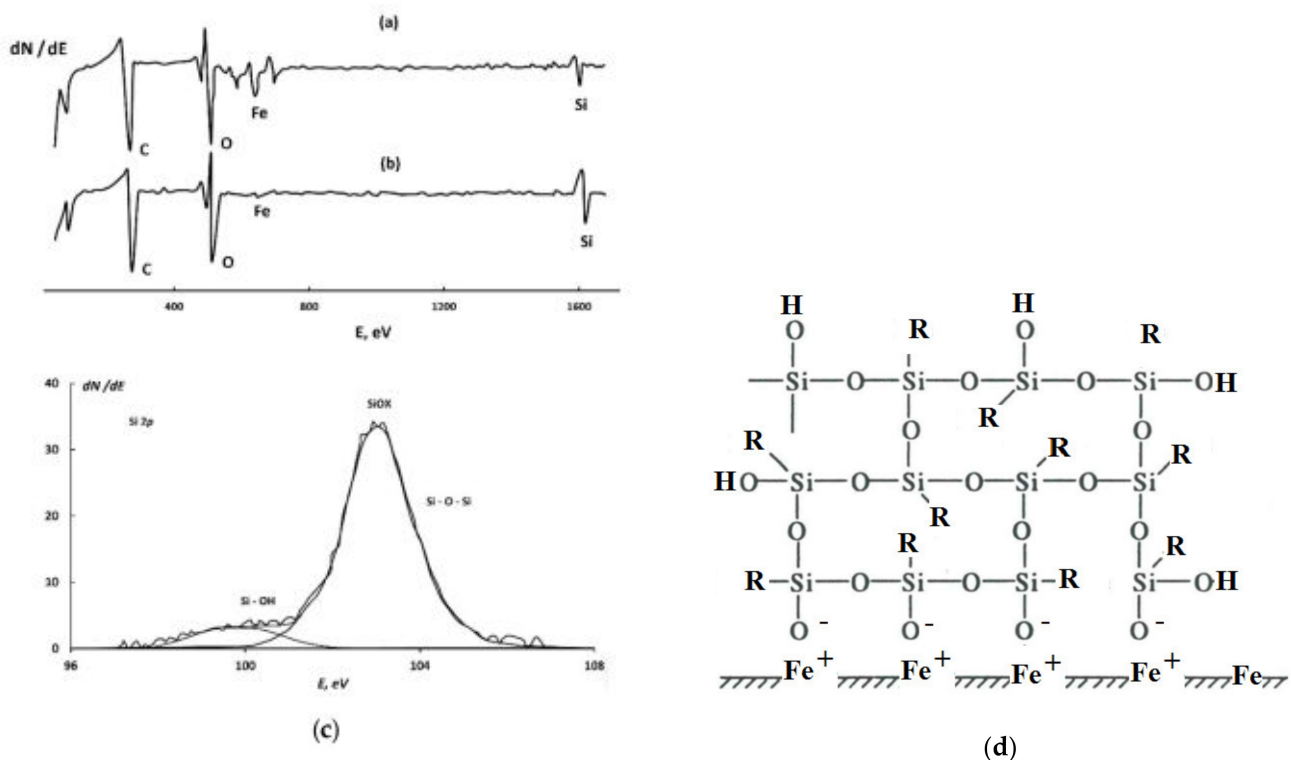 (a)
dN / dE
Fe
Si
C
O
(b)
Fe
Si
C
O
400 800 1200 1600
E, eV
40
dN /dE
Si 2p
SiOX
30
Si - O - Si
20
10
Si - OH
0
96 100 104 108
E, eV
(c)
H H
O R O R
Si O Si O Si O Si OH
R
O O
R R R
HO Si O Si O Si O Si
R
O O O
R R
R Si O Si O Si R Si OH
O - O - O - O -
Fe + Fe + Fe + Fe + Fe
(d)